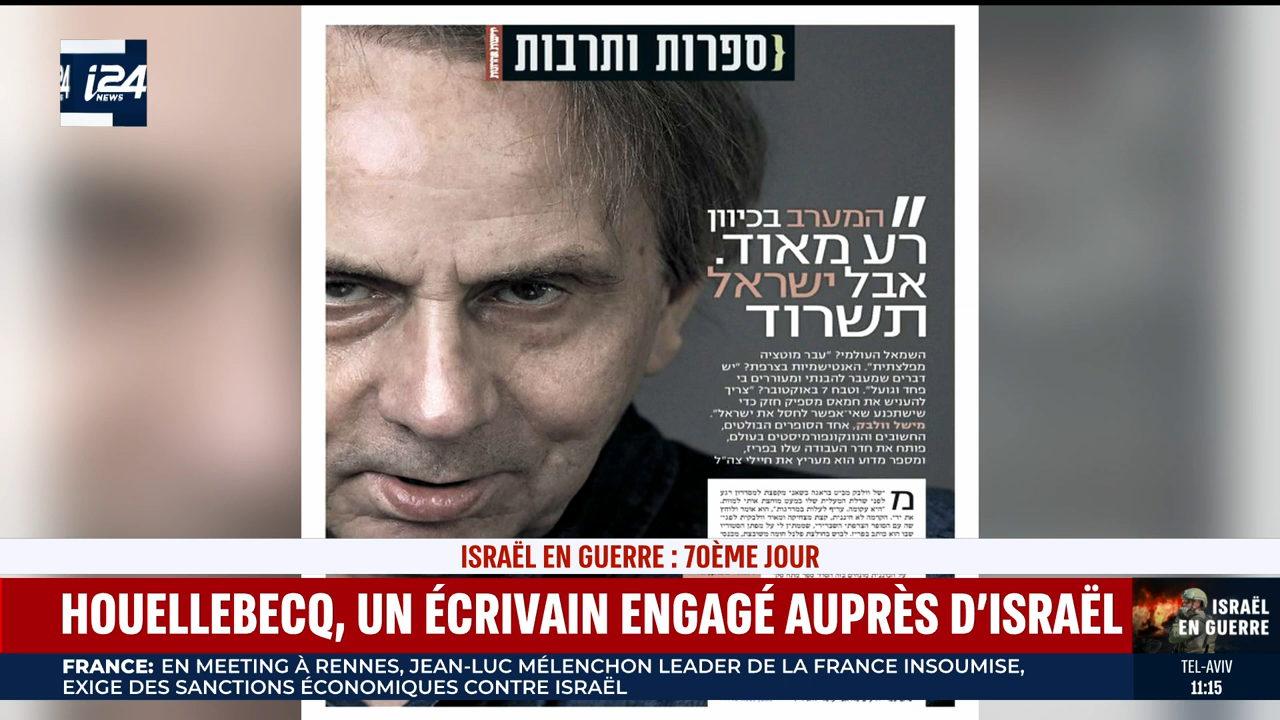 i24
NEWS
{ספרות ותרבות
"המערב בכיוון
רע מאוד.
אבל ישראל
תשרוד
השמאל העולמי? "עבר מוטציה
מפלצתית". האנטישמיות בצרפת? "יש
דברים שמעבר להבנתי ומעוררים בי
פחד וגועל". וטבח 7 באוקטובר? "צריך
להעניש את חמאס מספיק חזק כדי
שישתכנע שאי־אפשר לחסל את ישראל".
מישל וולבק, אחד הסופרים הבולטים,
החשובים והנונקונפורמיסטים בעולם,
פותח את חדר העבודה שלו בפריז,
ומספר מדוע הוא מעריץ את חיילי צה"ל
ISRAËL EN GUERRE : 70ÈME JOUR
HOUELLEBECQ, UN ÉCRIVAIN ENGAGÉ AUPRÈS D'ISRAËL
ISRAËL
EN GUERRE
FRANCE: EN MEETING À RENNES, JEAN-LUC MÉLENCHON LEADER DE LA FRANCE INSOUMISE,
EXIGE DES SANCTIONS ÉCONOMIQUES CONTRE ISRAËL
TEL-AVIV
11:15